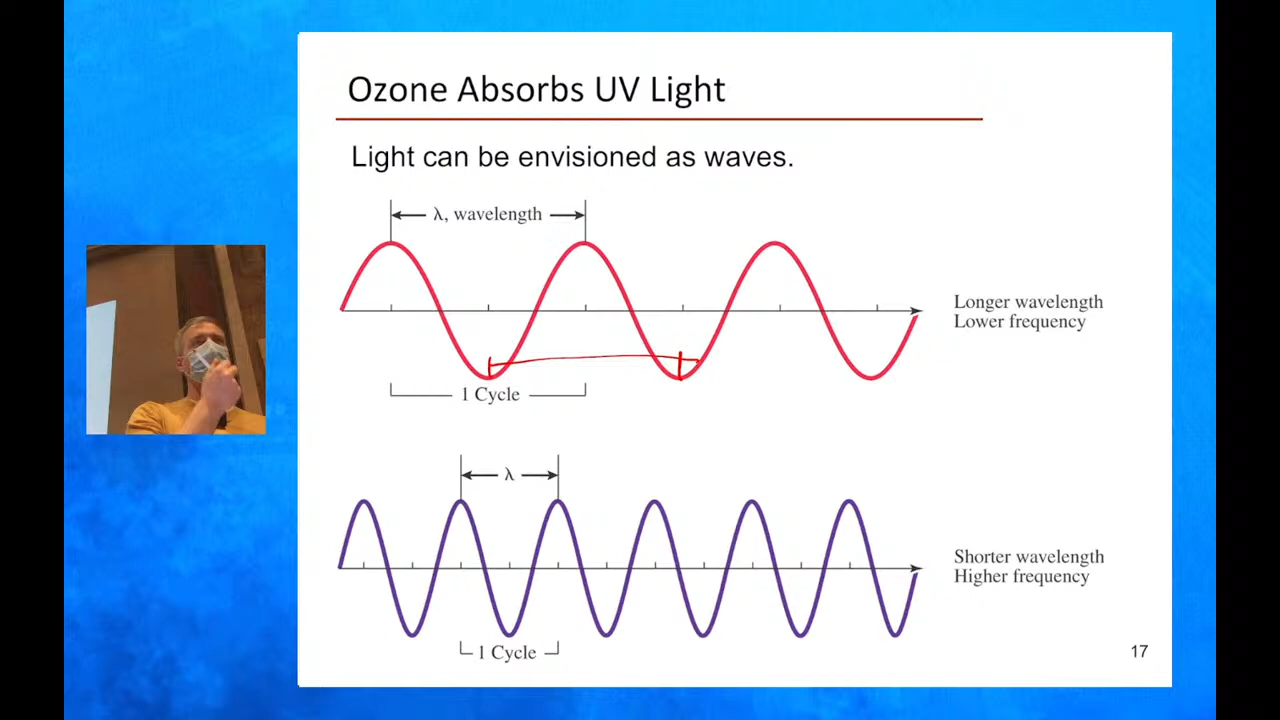 Ozone Absorbs UV Light
Light can be envisioned as waves.
λ, wavelength
Longer wavelength
Lower frequency
1 Cycle
λ
Shorter wavelength
Higher frequency
1 Cycle
17